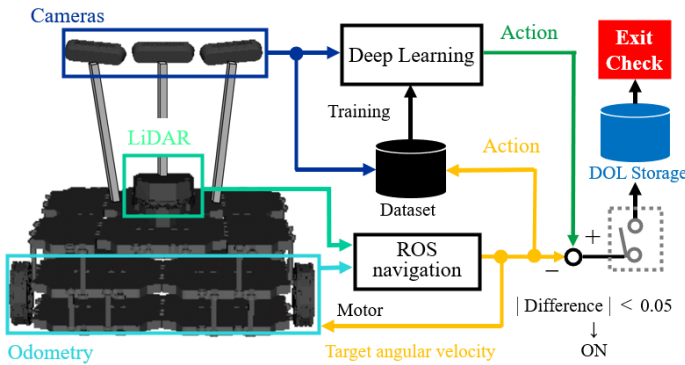 Cameras
Deep Learning
Action
Exit
Check
Training
LiDAR
Action
DOL Storage
Dataset
ROS
navigation
+
−
Motor
| Difference | < 0.05
↓
ON
Odometry
Target angular velocity